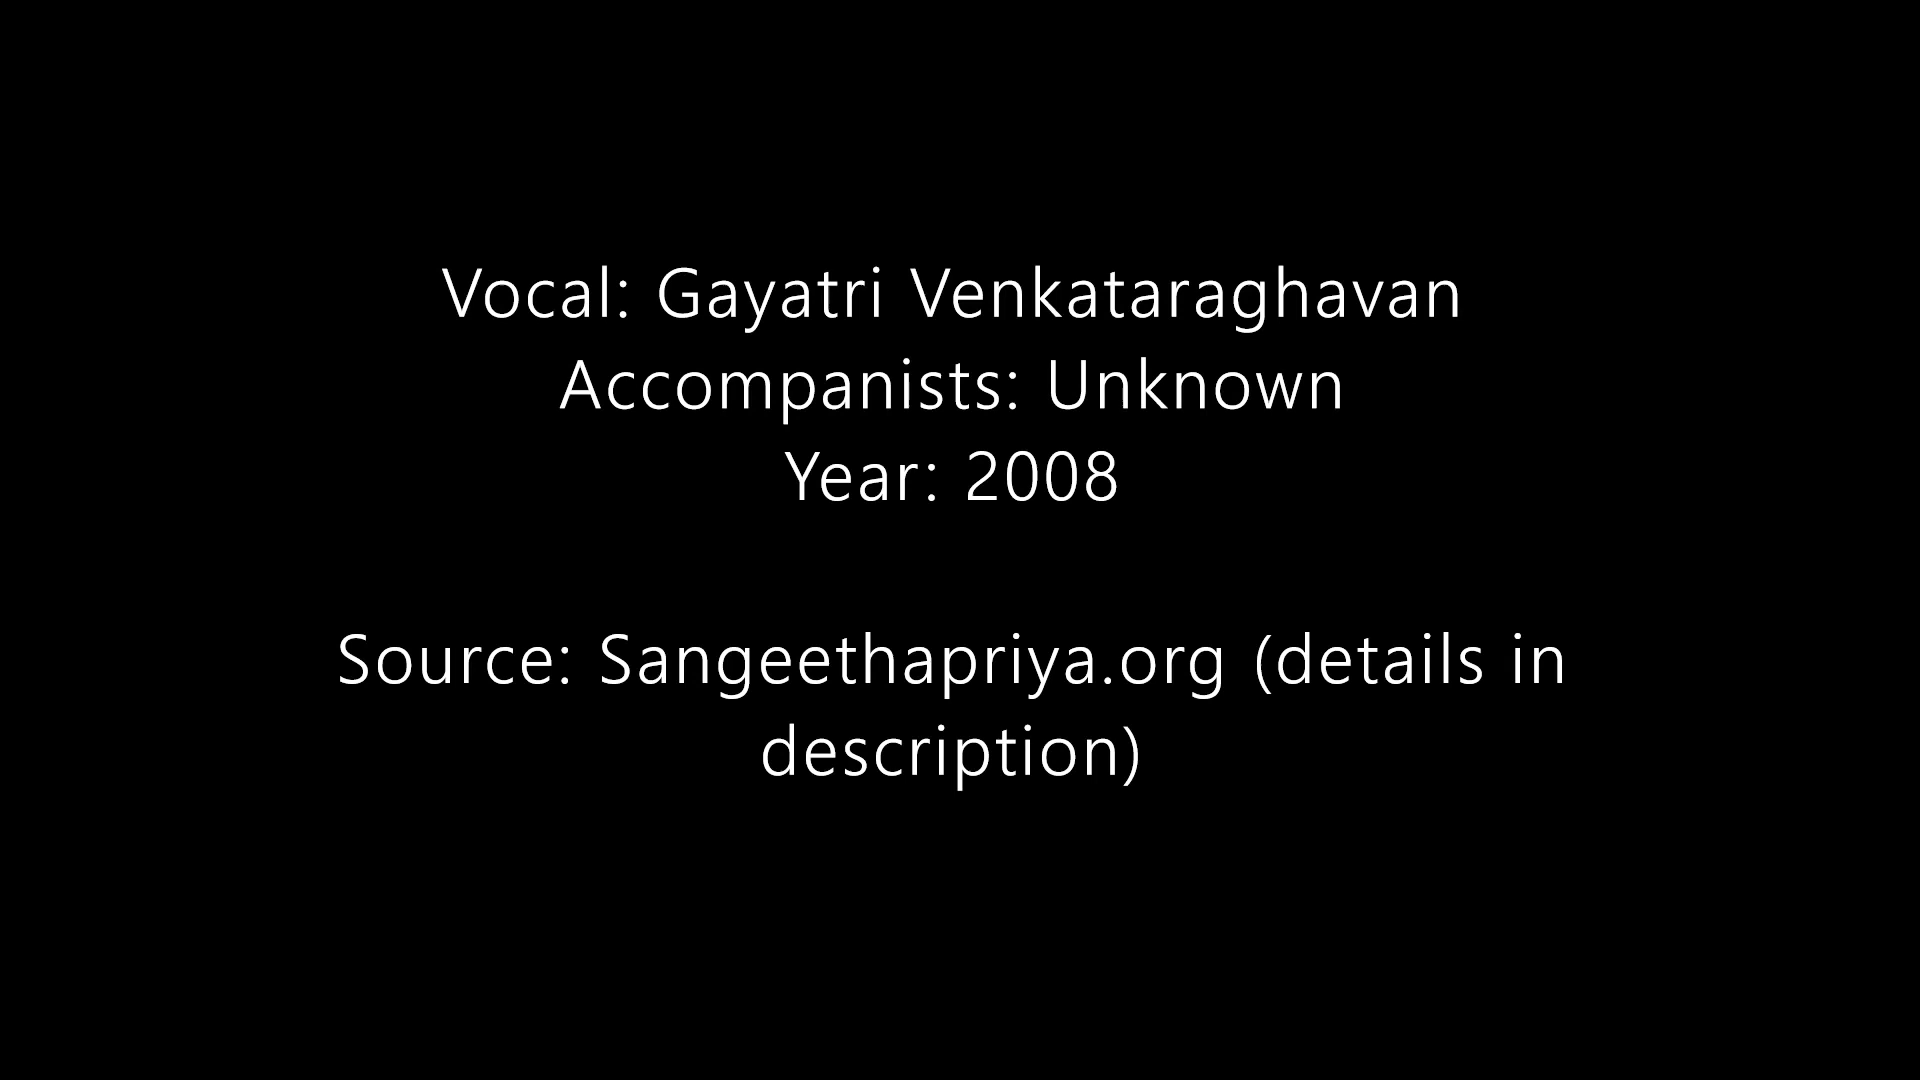 Vocal: Gayatri Venkataraghavan
Accompanists: Unknown
Year: 2008
Source: Sangeethapriya.org (details in
description)